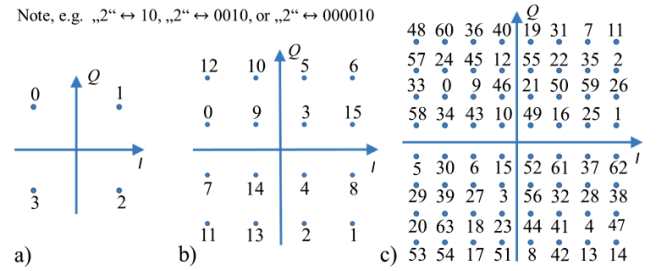 Note, e.g. „2“ ↔ 10, „2“ ↔ 0010, or „2“ ↔ 000010
Q
0 1
I
3 2
a)
Q
12 10 5 6
0 9 3 15
I
7 14 4 8
11 13 2 1
b)
Q
48 60 36 40 19 31 7 11
57 24 45 12 55 22 35 2
33 0 9 46 21 50 59 26
58 34 43 10 49 16 25 1
I
5 30 6 15 52 61 37 62
29 39 27 3 56 32 28 38
20 63 18 23 44 41 4 47
53 54 17 51 8 42 13 14
c)